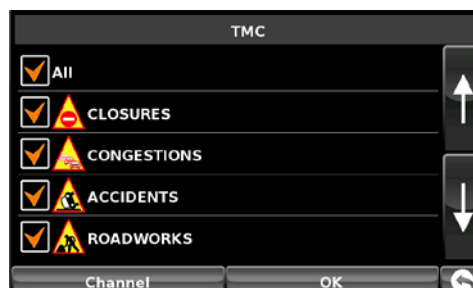 TMC
All
CLOSURES
CONGESTIONS
ACCIDENTS
ROADWORKS
Channel OK